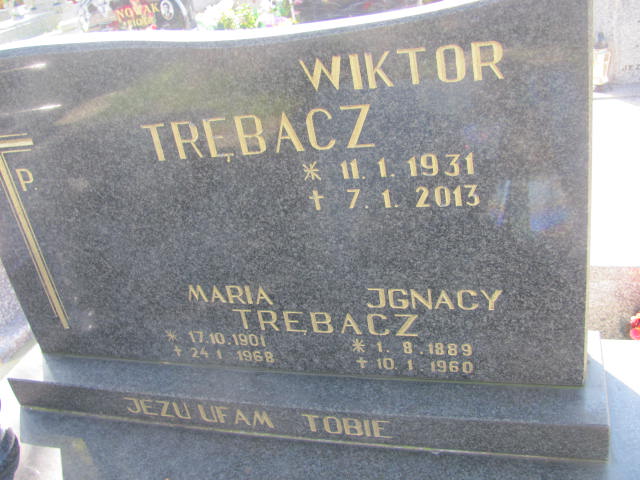 NOWAK
WIKTOR
TRĘBACZ
* 11. 1. 1931
† 7. 1. 2013
P.
MARIA JGNACY
TRĘBACZ
* 17.10.1901 * 1. 8. 1889
† 24. 1 1968 † 10. 1. 1960
JEZU UFAM TOBIE